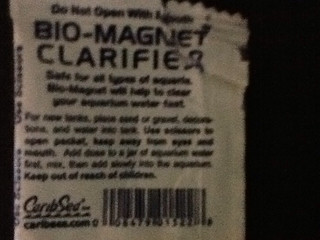 Do Not Open With Mouth
BIO-MAGNET
CLARIFIER
Safe for all types of aquaria.
Bio-Magnet will help to clear
your aquarium water fast.
For new tanks, place sand or gravel, decora-
tions, and water into tank. Use scissors to
open packet, keep away from eyes and
mouth. Add dose to a jar of aquarium water
first, mix, then add slowly into the aquarium.
Keep out of reach of children.
CaribSea
caribsea.com
Use Scissors